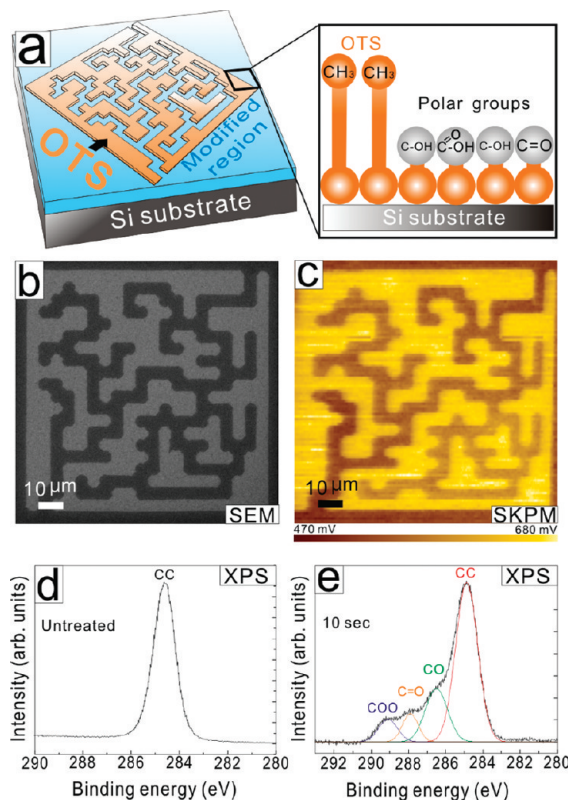 a
OTS
Modified
region
Si substrate
OTS
CH₃ CH₃
Polar groups
C-OH C-OH C-OH C=O
O
Si substrate
b
10 μm
SEM
c
10 μm
SKPM
470 mV 680 mV
d
XPS
CC
Untreated
Intensity (arb. units)
290 288 286 284 282 280
Binding energy (eV)
e
XPS
CC
10 sec
CO
C=O
COO
Intensity (arb. units)
292 290 288 286 284 282 280
Binding energy (eV)